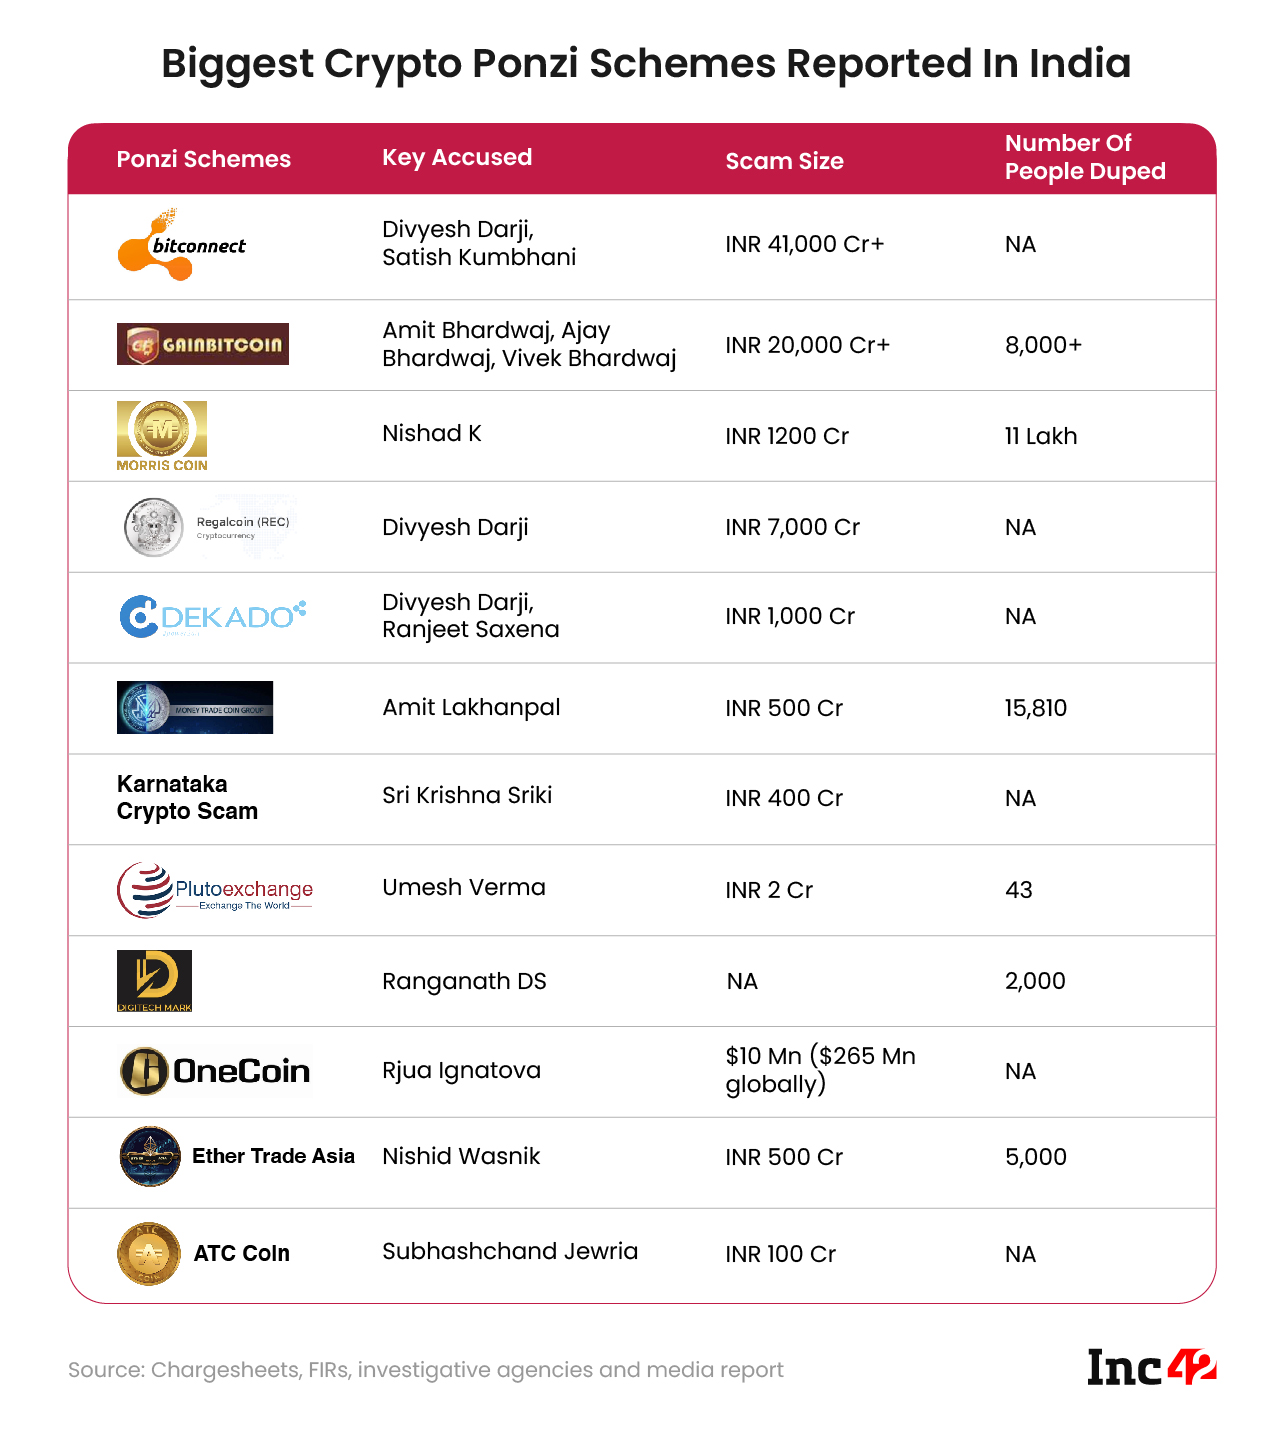 Biggest Crypto Ponzi Schemes Reported In India
Ponzi Schemes
Key Accused
Scam Size
Number Of
People Duped
bitconnect
Divyesh Darji,
Satish Kumbhani
INR 41,000 Cr+
NA
GB GAINBITCOIN
Amit Bhardwaj, Ajay
Bhardwaj, Vivek Bhardwaj
INR 20,000 Cr+
8,000+
MORRIS COIN
Nishad K
INR 1200 Cr
11 Lakh
Regalcoin (REC)
Cryptocurrency
Divyesh Darji
INR 7,000 Cr
NA
DEKADO
Divyesh Darji,
Ranjeet Saxena
INR 1,000 Cr
NA
MONEY TRADE COIN GROUP
Amit Lakhanpal
INR 500 Cr
15,810
Karnataka
Crypto Scam
Sri Krishna Sriki
INR 400 Cr
NA
Plutoexchange
Exchange The World
Umesh Verma
INR 2 Cr
43
DIGITECH MARK
Ranganath DS
NA
2,000
OneCoin
Rjua Ignatova
$10 Mn ($265 Mn
globally)
NA
Ether Trade Asia
Nishid Wasnik
INR 500 Cr
5,000
ATC
COIN
ATC Coin
Subhashchand Jewria
INR 100 Cr
NA
Source: Chargesheets, FIRs, investigative agencies and media report
Inc42